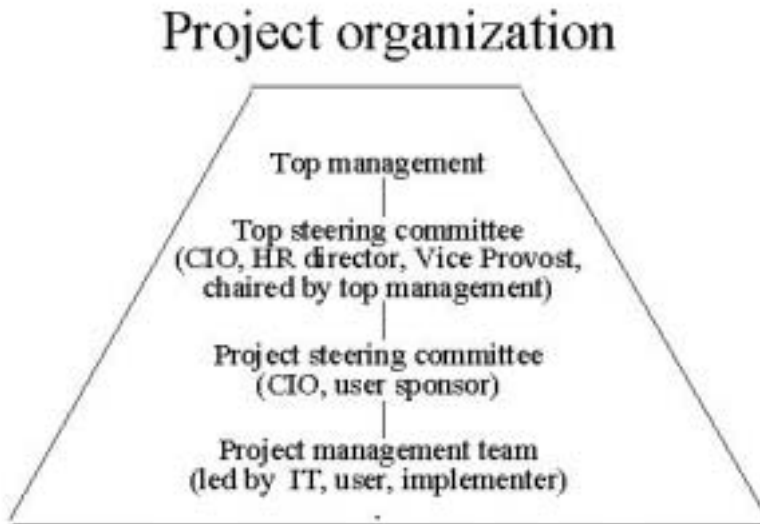 Project organization
Top management
Top steering committee
(CIO, HR director, Vice Provost,
chaired by top management)
Project steering committee
(CIO, user sponsor)
Project management team
(led by IT, user, implementer)